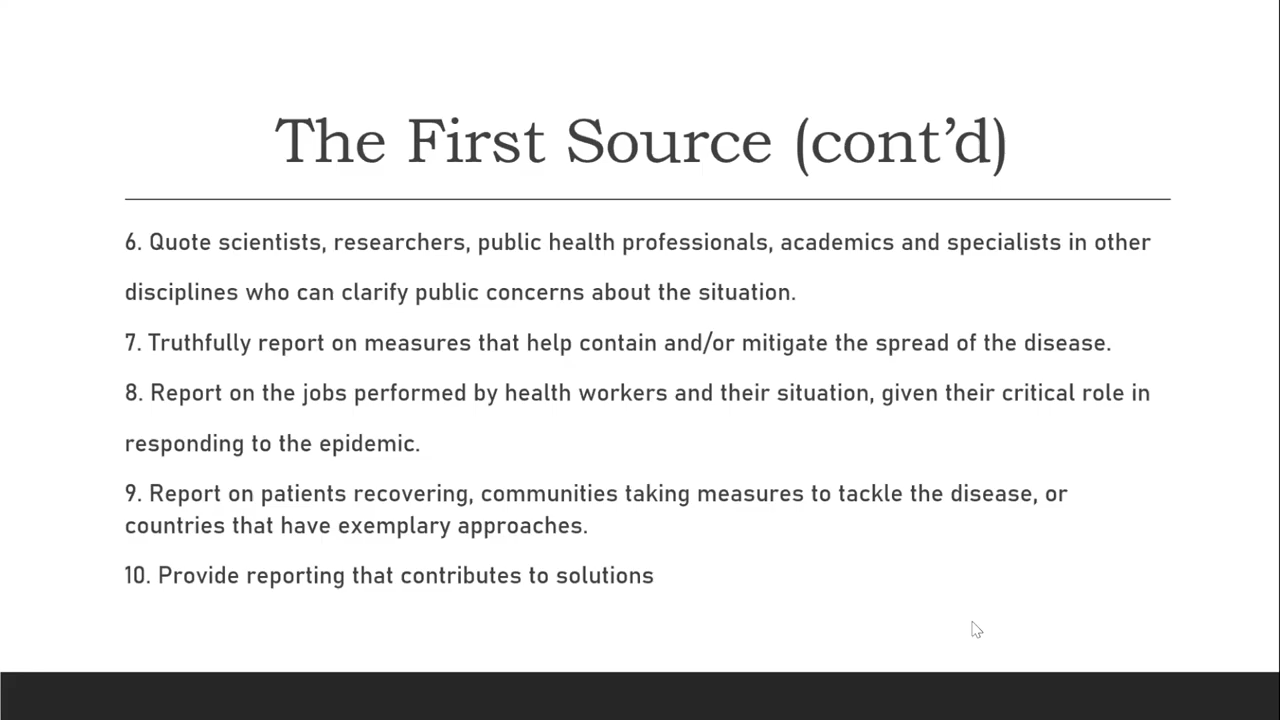 The First Source (cont’d)
6. Quote scientists, researchers, public health professionals, academics and specialists in other
disciplines who can clarify public concerns about the situation.
7. Truthfully report on measures that help contain and/or mitigate the spread of the disease.
8. Report on the jobs performed by health workers and their situation, given their critical role in
responding to the epidemic.
9. Report on patients recovering, communities taking measures to tackle the disease, or
countries that have exemplary approaches.
10. Provide reporting that contributes to solutions